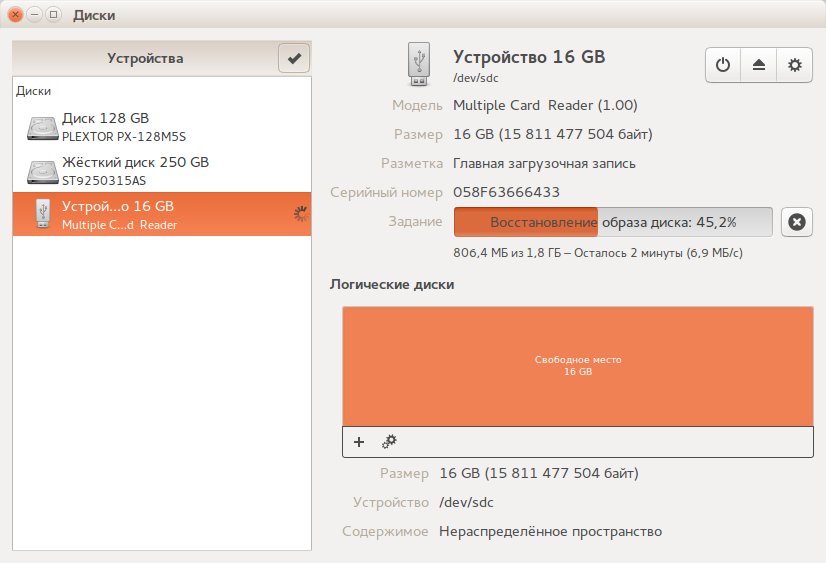 Диски
Устройства
Диски
Диск 128 GB
PLEXTOR PX-128M5S
Жёсткий диск 250 GB
ST9250315AS
Устрой...о 16 GB
Multiple C...d  Reader
Устройство 16 GB
/dev/sdc
Модель Multiple Card  Reader (1.00)
Размер 16 GB (15 811 477 504 байт)
Разметка Главная загрузочная запись
Серийный номер 058F63666433
Задание Восстановление образа диска: 45,2%
806,4 МБ из 1,8 ГБ – Осталось 2 минуты (6,9 МБ/с)
Логические диски
Свободное место
16 GB
Размер 16 GB (15 811 477 504 байт)
Устройство /dev/sdc
Содержимое Нераспределённое пространство